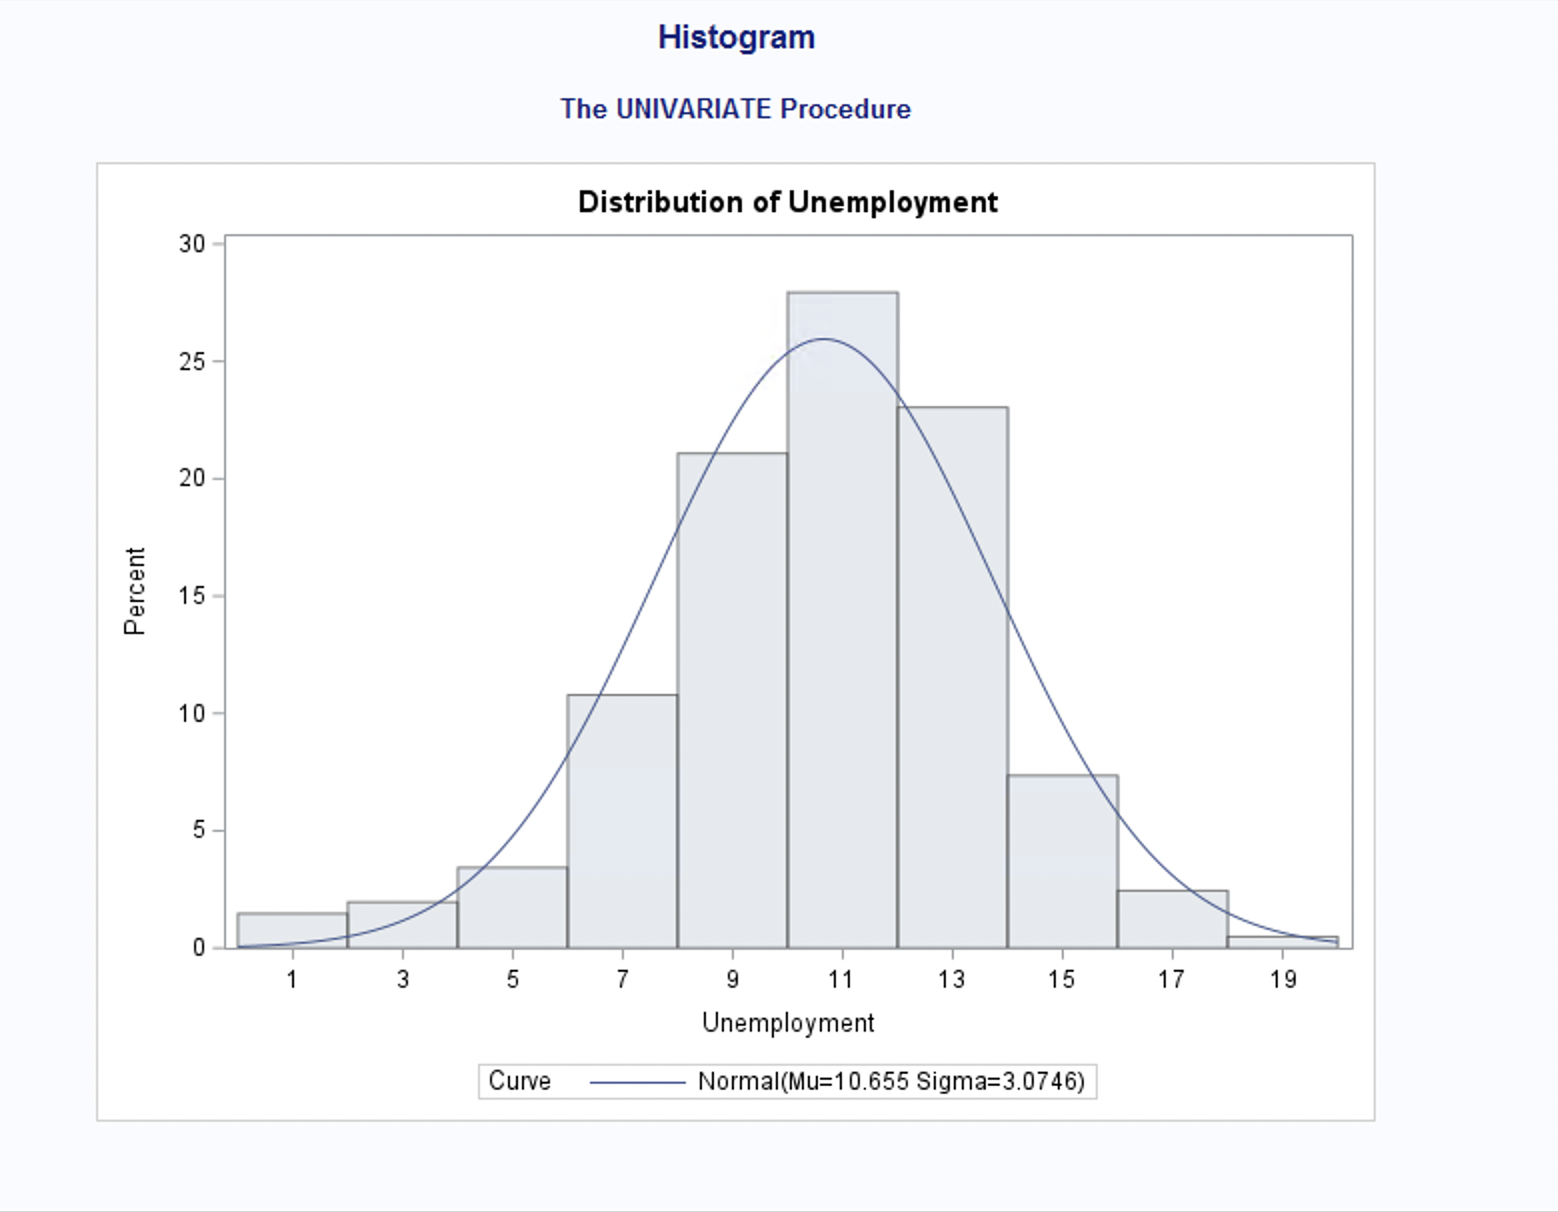 Histogram
The UNIVARIATE Procedure
Distribution of Unemployment
30
25
20
15
10
5
0
Percent
1 3 5 7 9 11 13 15 17 19
Unemployment
Curve Normal(Mu=10.655 Sigma=3.0746)